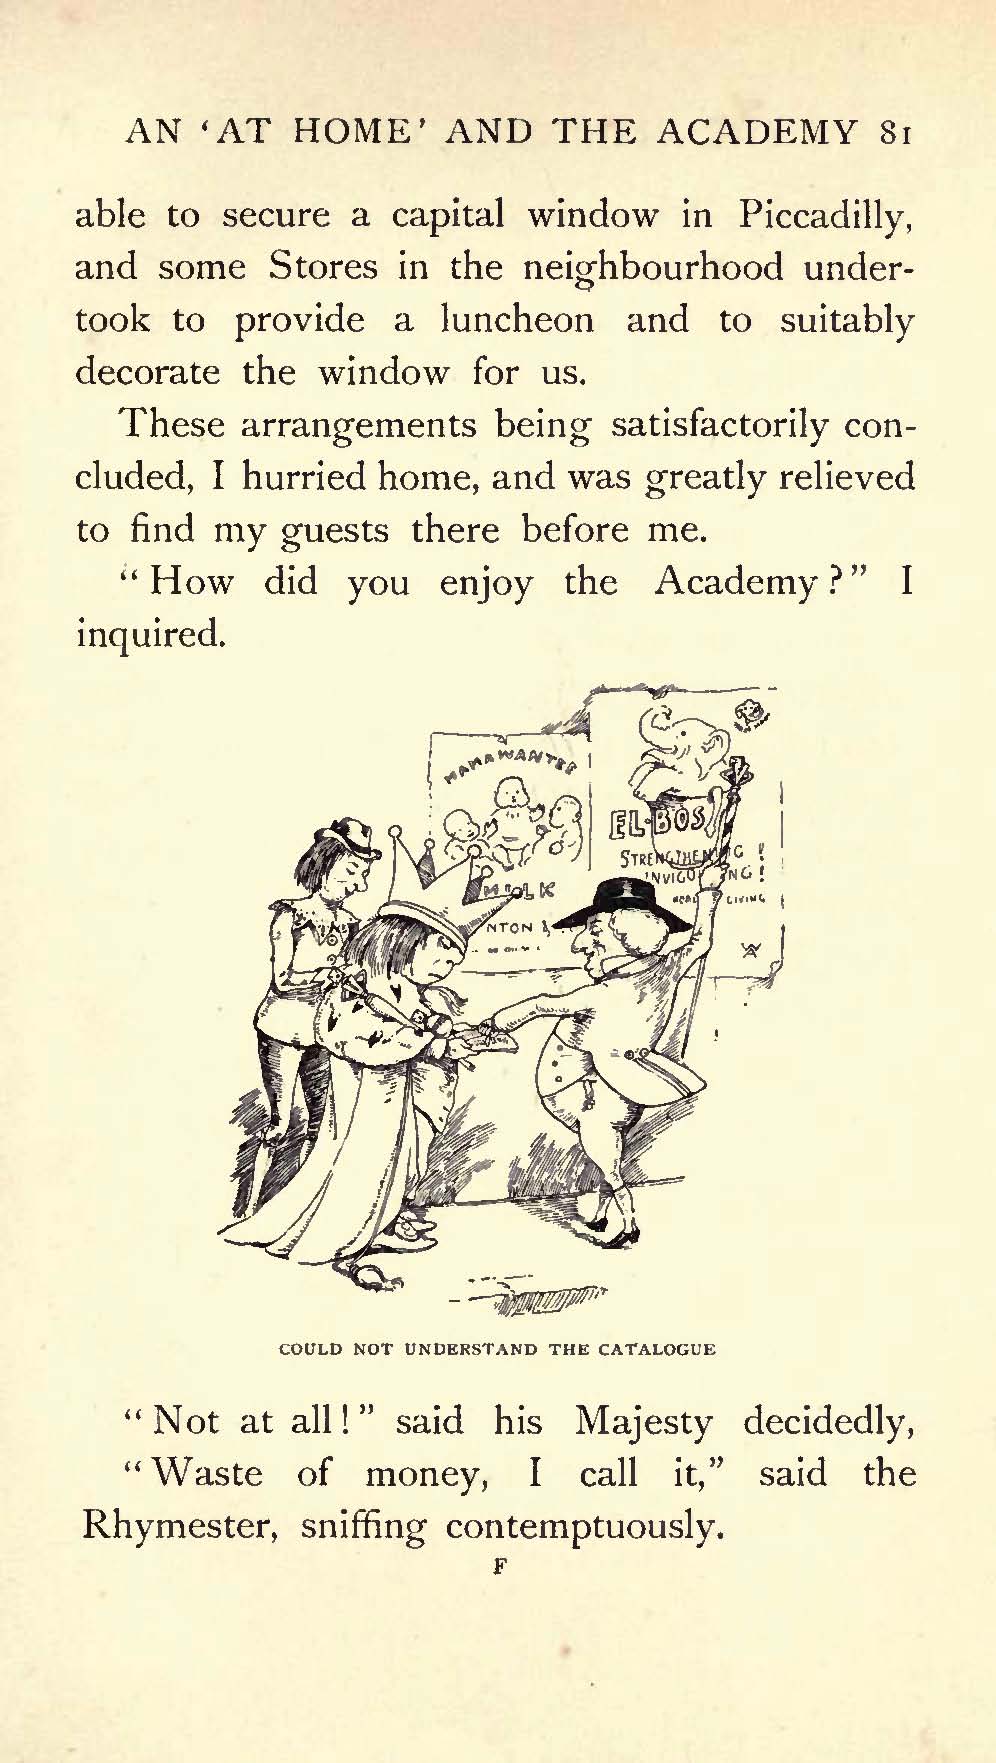 AN ‘AT HOME’ AND THE ACADEMY 81
able to secure a capital window in Piccadilly,
and some Stores in the neighbourhood under-
took to provide a luncheon and to suitably
decorate the window for us.
These arrangements being satisfactorily con-
cluded, I hurried home, and was greatly relieved
to find my guests there before me.
“How did you enjoy the Academy?” I
inquired.
MAMAWANTEE
MILK
NTON &
EL-BOS
STRENGTHENING !
INVIGORATING !
LIVING
COULD NOT UNDERSTAND THE CATALOGUE
“Not at all!” said his Majesty decidedly,
“Waste of money, I call it,” said the
Rhymester, sniffing contemptuously.
F